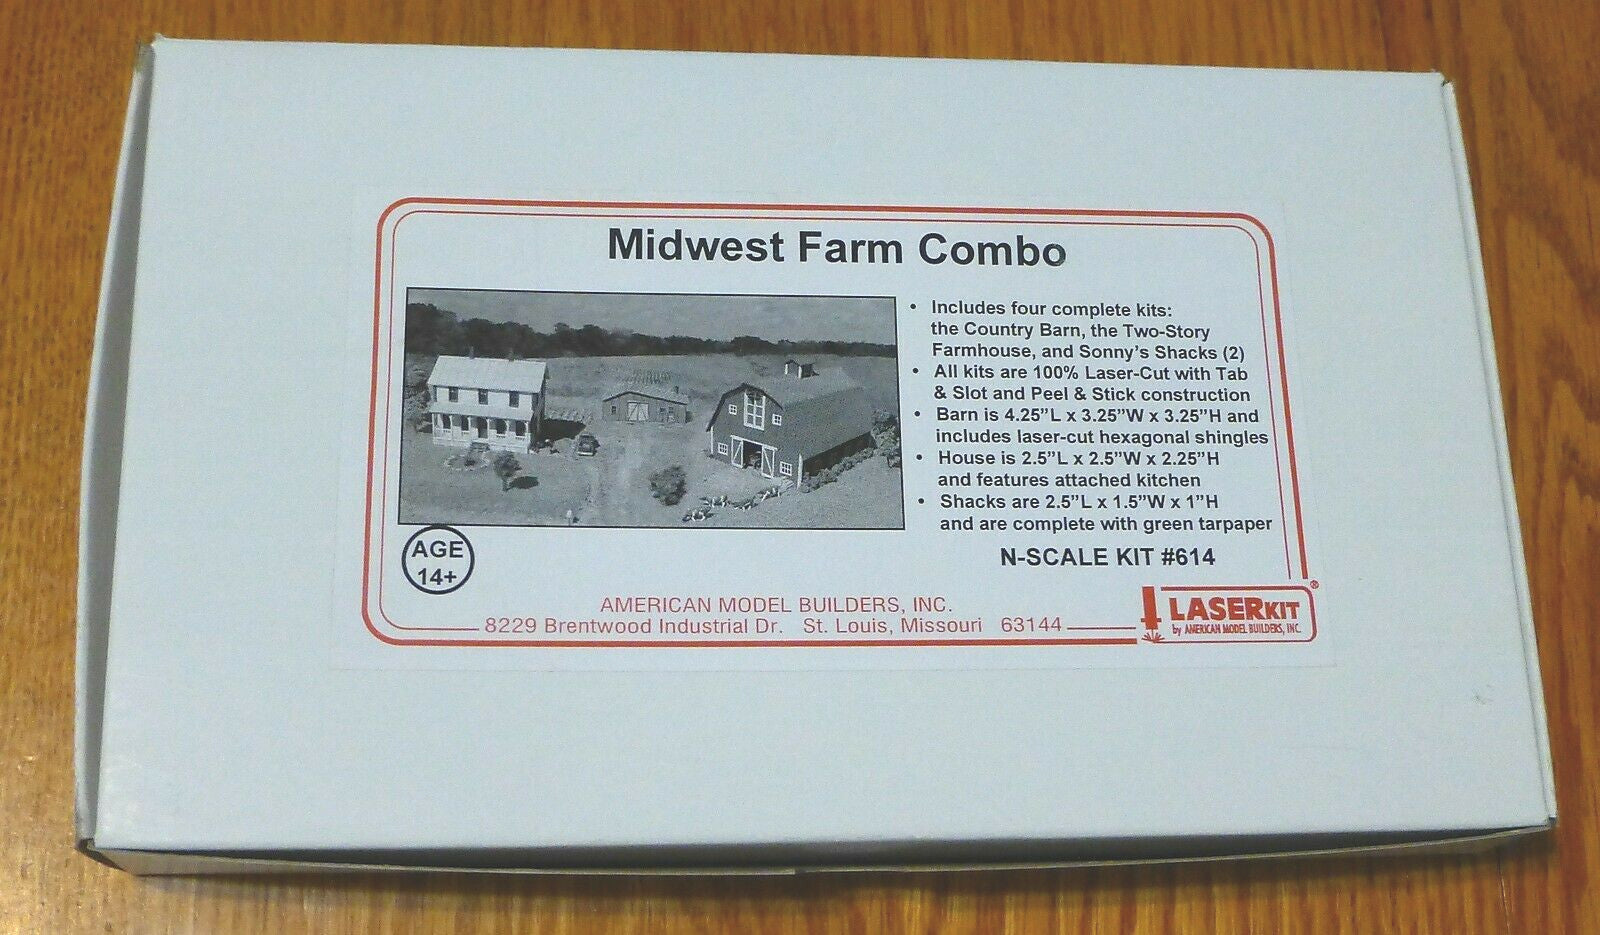 Midwest Farm Combo
• Includes four complete kits:
the Country Barn, the Two-Story
Farmhouse, and Sonny's Shacks (2)
• All kits are 100% Laser-Cut with Tab
& Slot and Peel & Stick construction
• Barn is 4.25"L x 3.25"W x 3.25"H and
includes laser-cut hexagonal shingles
• House is 2.5"L x 2.5"W x 2.25"H
and features attached kitchen
• Shacks are 2.5"L x 1.5"W x 1"H
and are complete with green tarpaper
AGE
14+
N-SCALE KIT #614
AMERICAN MODEL BUILDERS, INC.
8229 Brentwood Industrial Dr. St. Louis, Missouri 63144
LASERKIT®
by AMERICAN MODEL BUILDERS, INC.